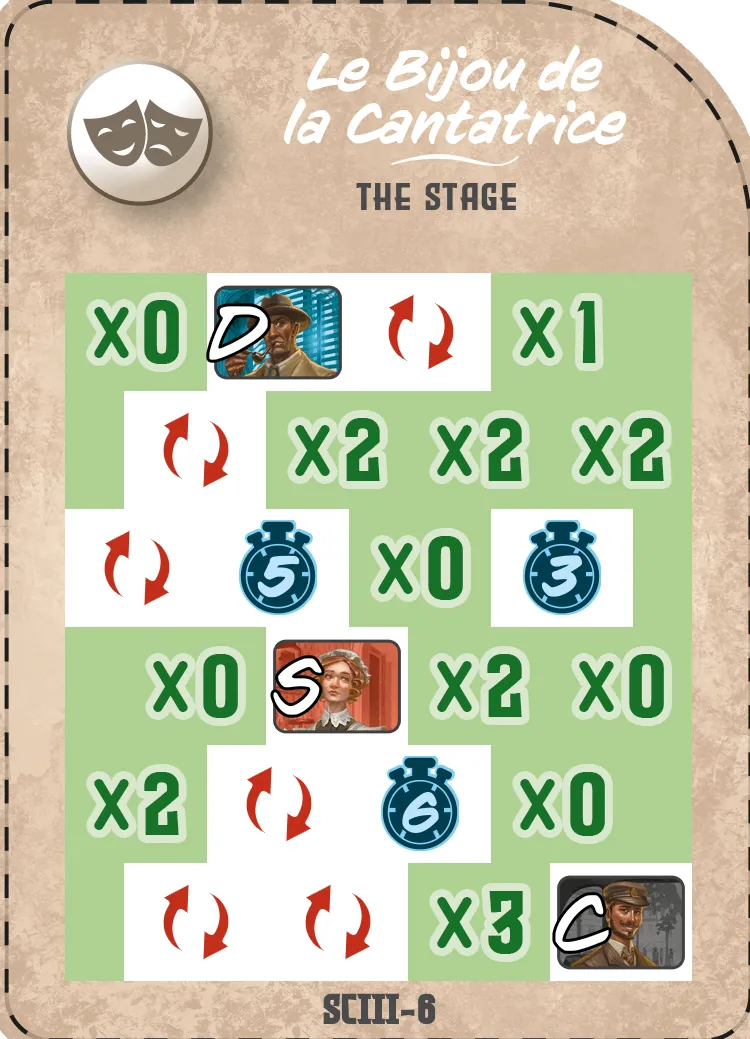 Le Bijou de
la Cantatrice
THE STAGE
X0 D X1
X2 X2 X2
5 X0 3
X0 S X2 X0
X2 6 X0
X3 C
SCIII-6